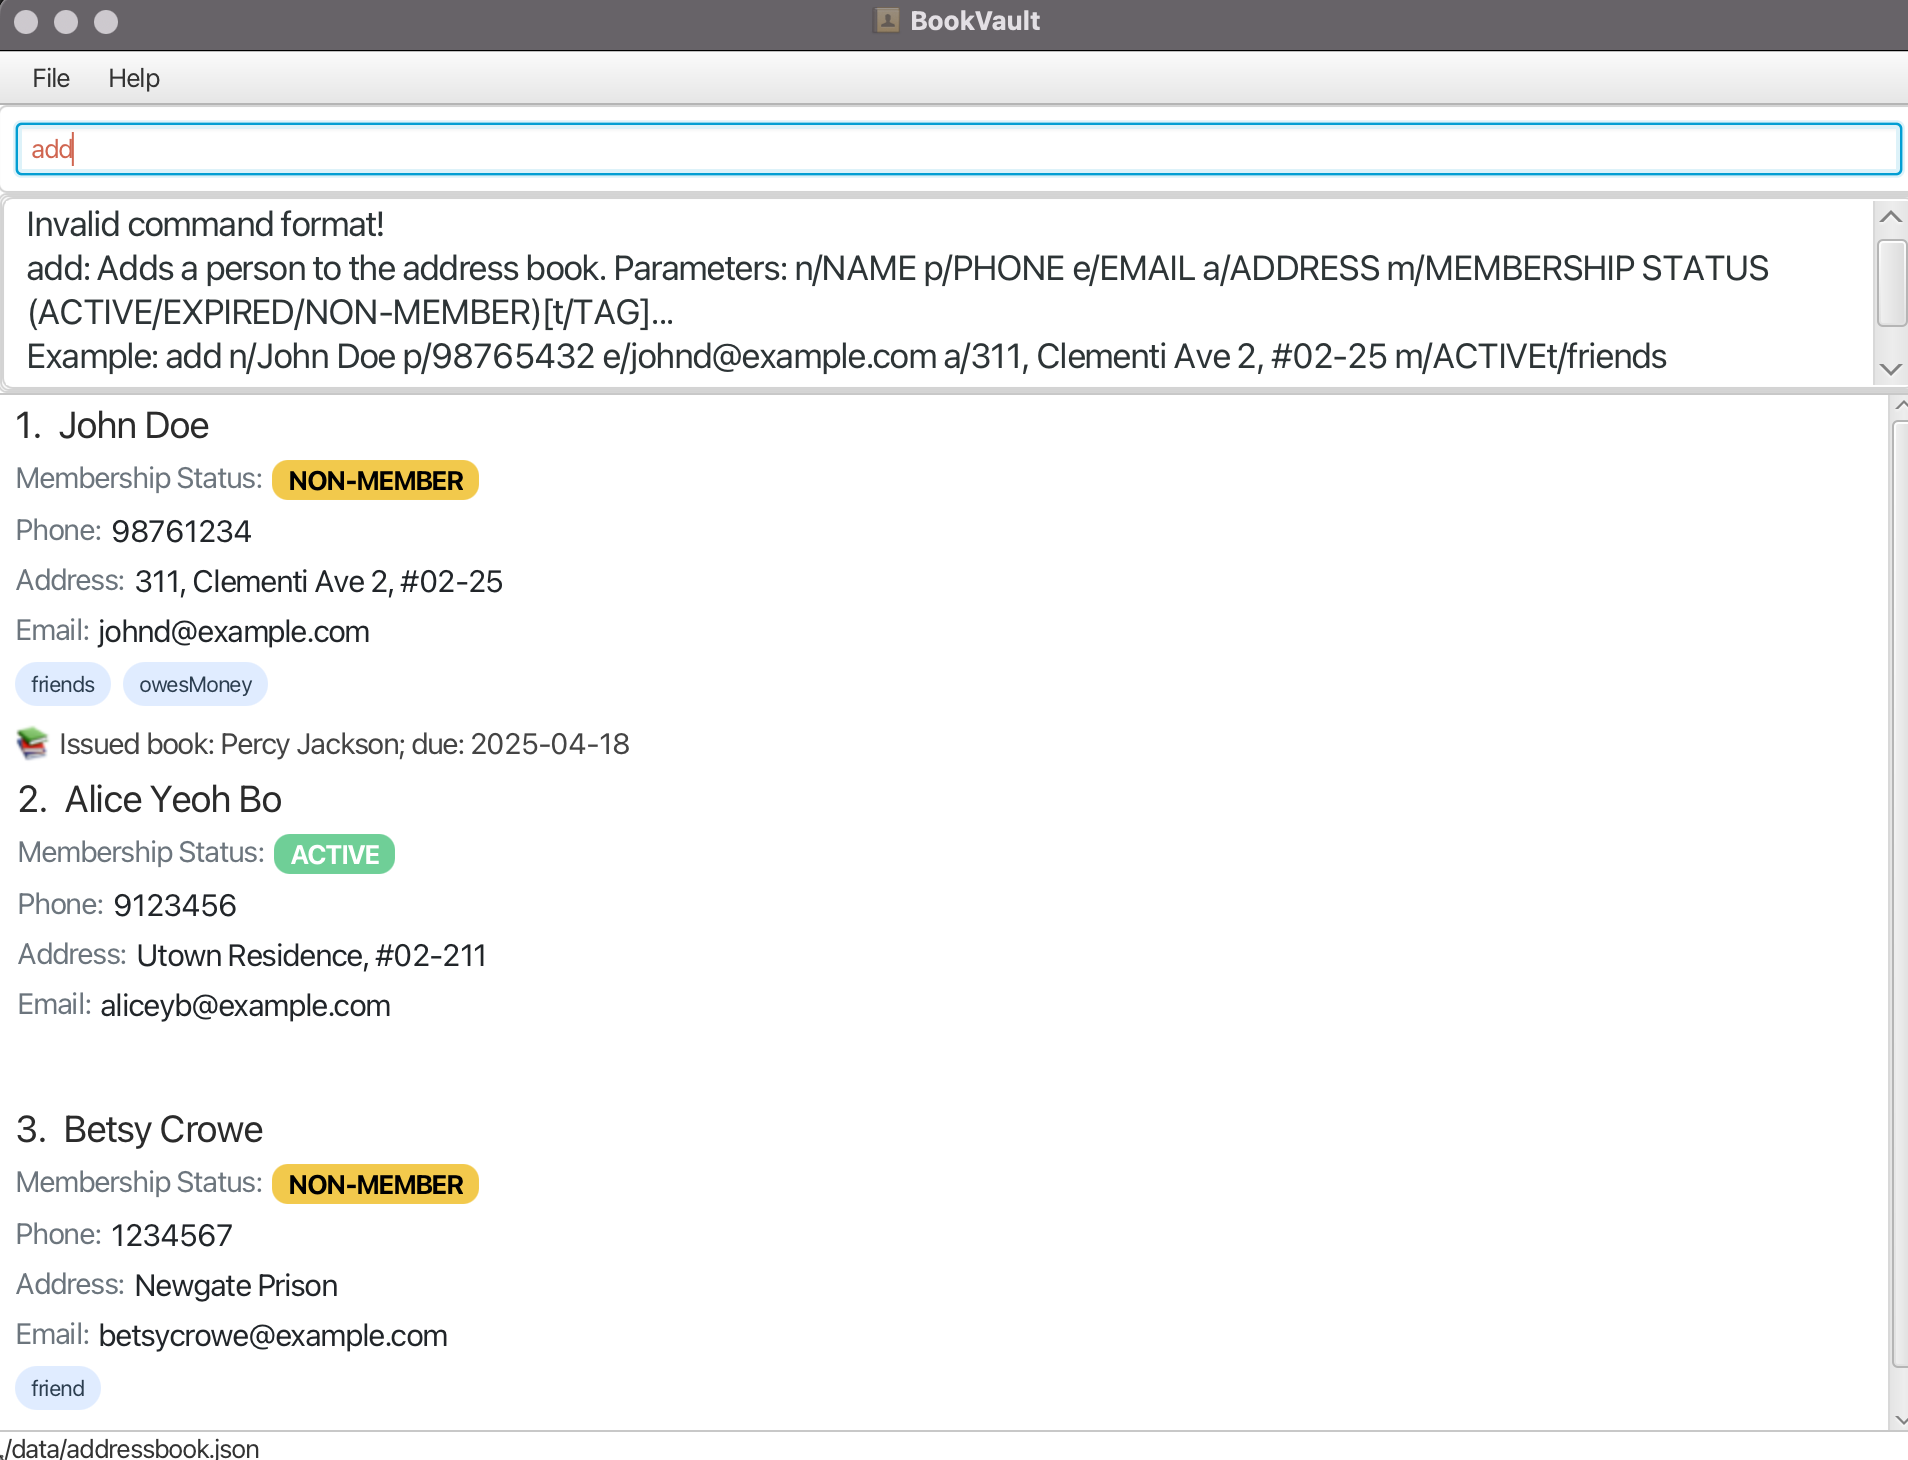 BookVault
File Help
add
Invalid command format!
add: Adds a person to the address book. Parameters: n/NAME p/PHONE e/EMAIL a/ADDRESS m/MEMBERSHIP STATUS
(ACTIVE/EXPIRED/NON-MEMBER)[t/TAG]...
Example: add n/John Doe p/98765432 e/johnd@example.com a/311, Clementi Ave 2, #02-25 m/ACTIVEt/friends
1. John Doe
Membership Status: NON-MEMBER
Phone: 98761234
Address: 311, Clementi Ave 2, #02-25
Email: johnd@example.com
friends owesMoney
Issued book: Percy Jackson; due: 2025-04-18
2. Alice Yeoh Bo
Membership Status: ACTIVE
Phone: 9123456
Address: Utown Residence, #02-211
Email: aliceyb@example.com
3. Betsy Crowe
Membership Status: NON-MEMBER
Phone: 1234567
Address: Newgate Prison
Email: betsycrowe@example.com
friend
./data/addressbook.json